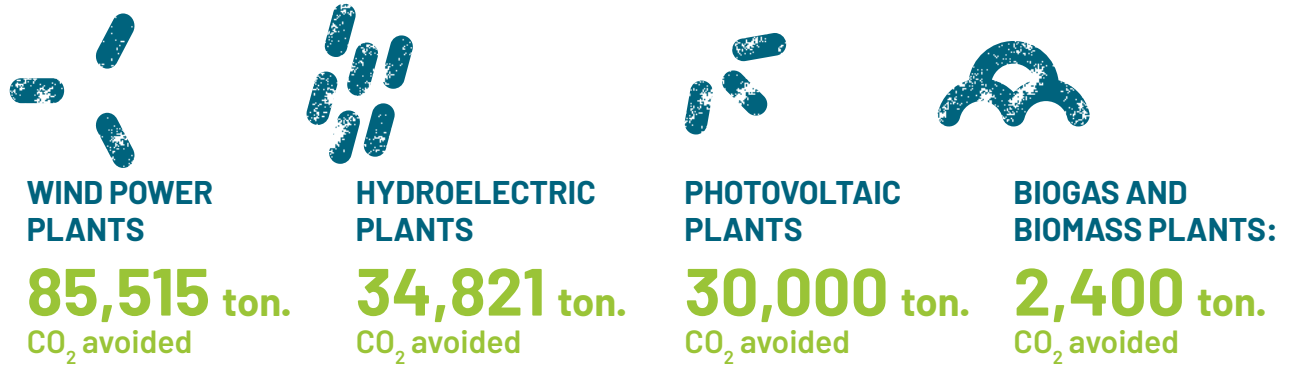 WIND POWER
PLANTS
85,515 ton.
CO₂ avoided
HYDROELECTRIC
PLANTS
34,821 ton.
CO₂ avoided
PHOTOVOLTAIC
PLANTS
30,000 ton.
CO₂ avoided
BIOGAS AND
BIOMASS PLANTS:
2,400 ton.
CO₂ avoided